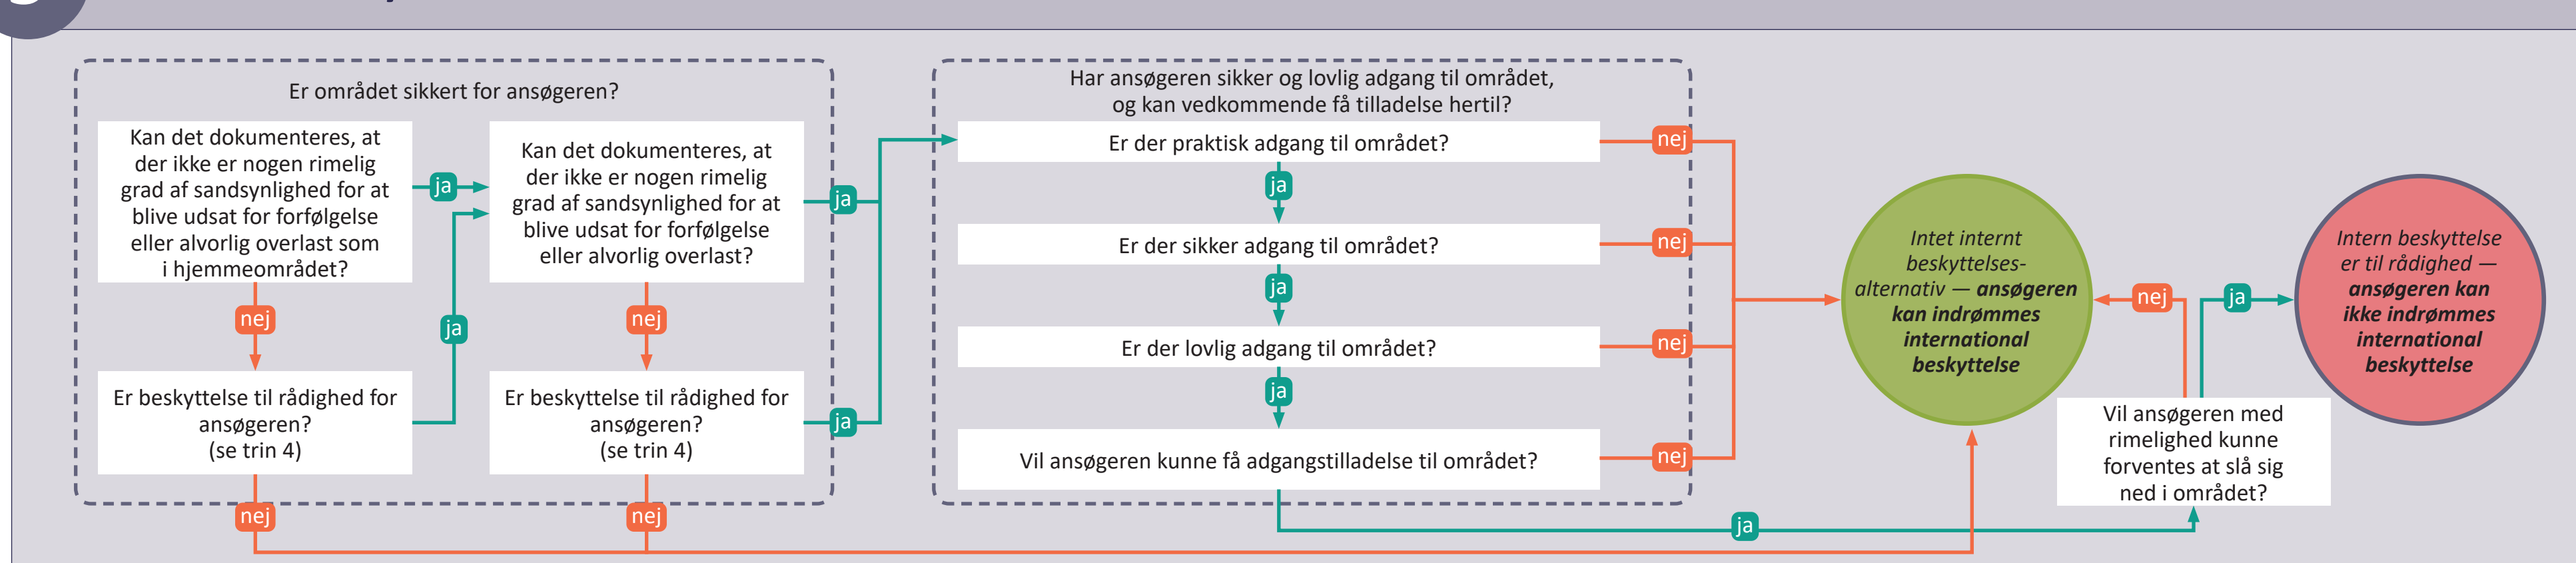 Er området sikkert for ansøgeren?
Kan det dokumenteres, at
der ikke er nogen rimelig
grad af sandsynlighed for at
blive udsat for forfølgelse
eller alvorlig overlast som
i hjemmeområdet?
ja
nej
ja
Er beskyttelse til rådighed for
ansøgeren?
(se trin 4)
nej
Kan det dokumenteres, at
der ikke er nogen rimelig
grad af sandsynlighed for at
blive udsat for forfølgelse
eller alvorlig overlast?
ja
nej
Er beskyttelse til rådighed for
ansøgeren?
(se trin 4)
ja
nej
Har ansøgeren sikker og lovlig adgang til området,
og kan vedkommende få tilladelse hertil?
Er der praktisk adgang til området?
nej
ja
Er der sikker adgang til området?
nej
ja
Er der lovlig adgang til området?
nej
ja
Vil ansøgeren kunne få adgangstilladelse til området?
nej
ja
Intet internt
beskyttelses-
alternativ — ansøgeren
kan indrømmes
international
beskyttelse
nej
ja
Vil ansøgeren med
rimelighed kunne
forventes at slå sig
ned i området?
Intern beskyttelse
er til rådighed —
ansøgeren kan
ikke indrømmes
international
beskyttelse